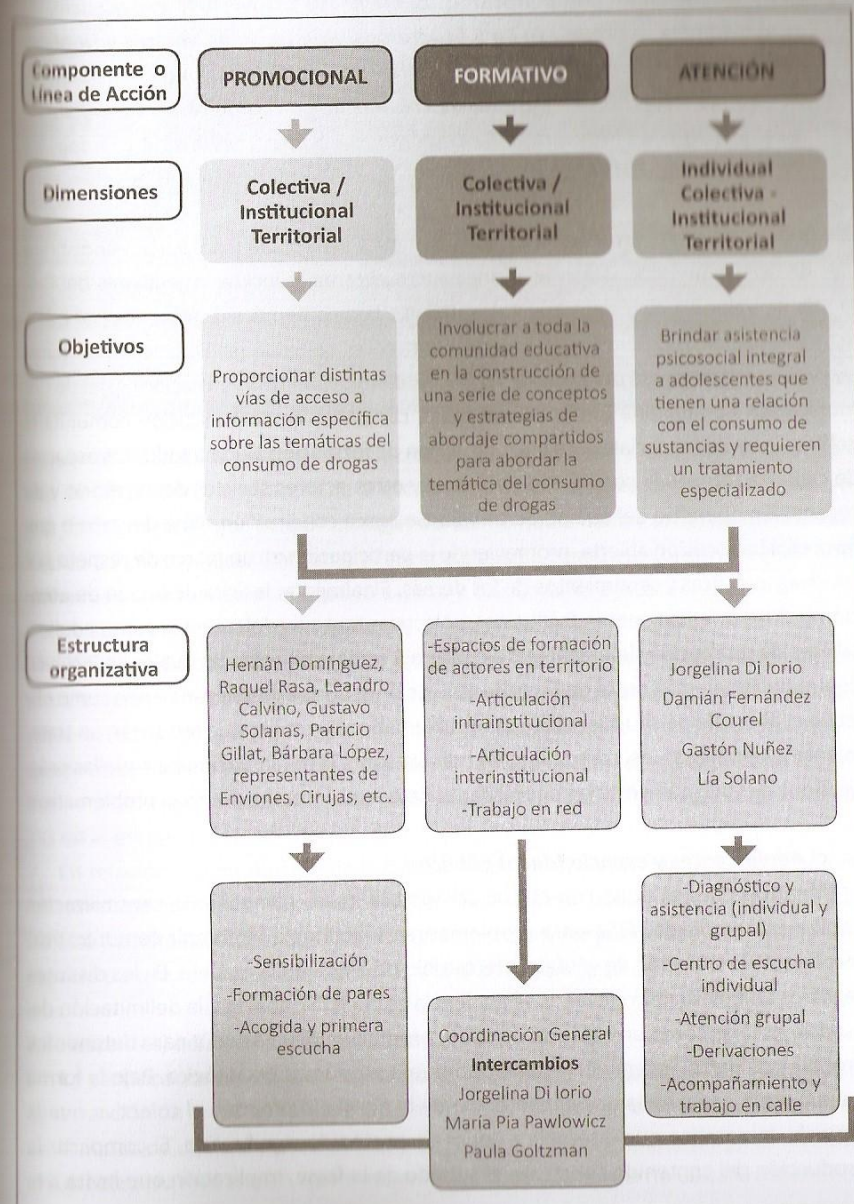 Componente o
Línea de Acción
PROMOCIONAL
FORMATIVO
ATENCIÓN
Dimensiones
Colectiva /
Institucional
Territorial
Colectiva /
Institucional
Territorial
Individual
Colectiva -
Institucional
Territorial
Objetivos
Proporcionar distintas
vías de acceso a
información específica
sobre las temáticas del
consumo de drogas
Involucrar a toda la
comunidad educativa
en la construcción de
una serie de conceptos
y estrategias de
abordaje compartidos
para abordar la
temática del consumo
de drogas
Brindar asistencia
psicosocial integral
a adolescentes que
tienen una relación
con el consumo de
sustancias y requieren
un tratamiento
especializado
Estructura
organizativa
Hernán Domínguez,
Raquel Rasa, Leandro
Calvino, Gustavo
Solanas, Patricio
Gillat, Bárbara López,
representantes de
Enviones, Cirujas, etc.
-Espacios de formación
de actores en territorio
-Articulación
intrainstitucional
-Articulación
interinstitucional
-Trabajo en red
Jorgelina Di Iorio
Damián Fernández
Courel
Gastón Nuñez
Lía Solano
-Sensibilización
-Formación de pares
-Acogida y primera
escucha
Coordinación General
Intercambios
Jorgelina Di Iorio
María Pia Pawlowicz
Paula Goltzman
-Diagnóstico y
asistencia (individual y
grupal)
-Centro de escucha
individual
-Atención grupal
-Derivaciones
-Acompañamiento y
trabajo en calle